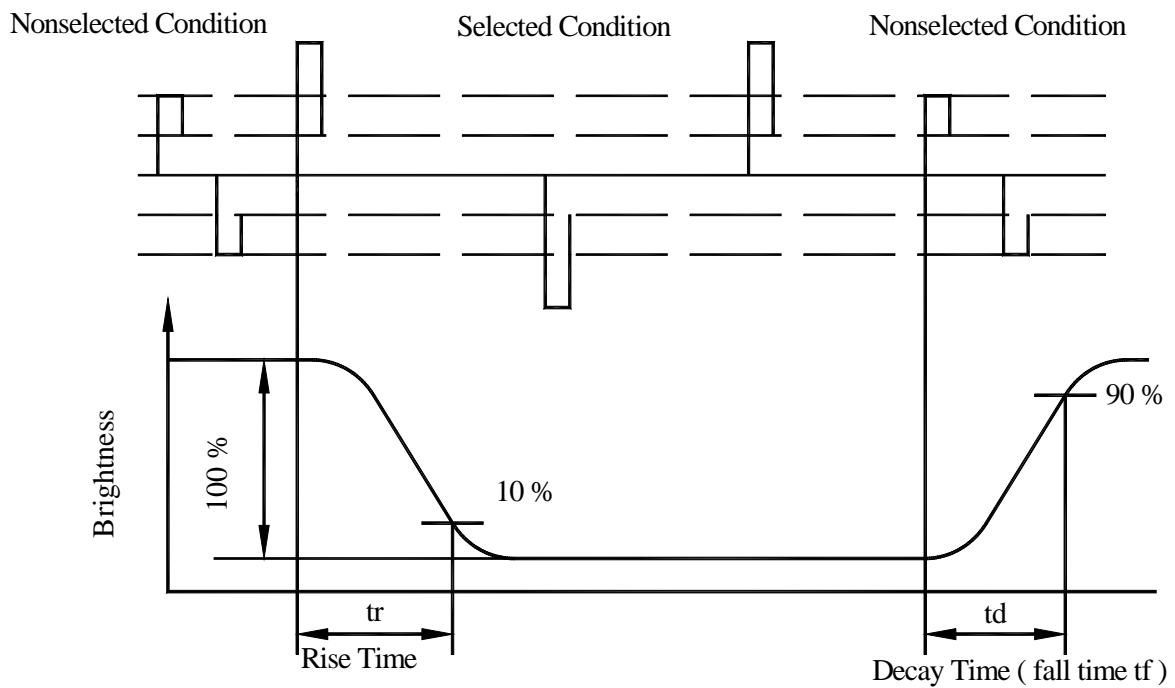 Nonselected Condition
Selected Condition
Nonselected Condition
Brightness
100 %
10 %
90 %
tr
Rise Time
td
Decay Time ( fall time tf )